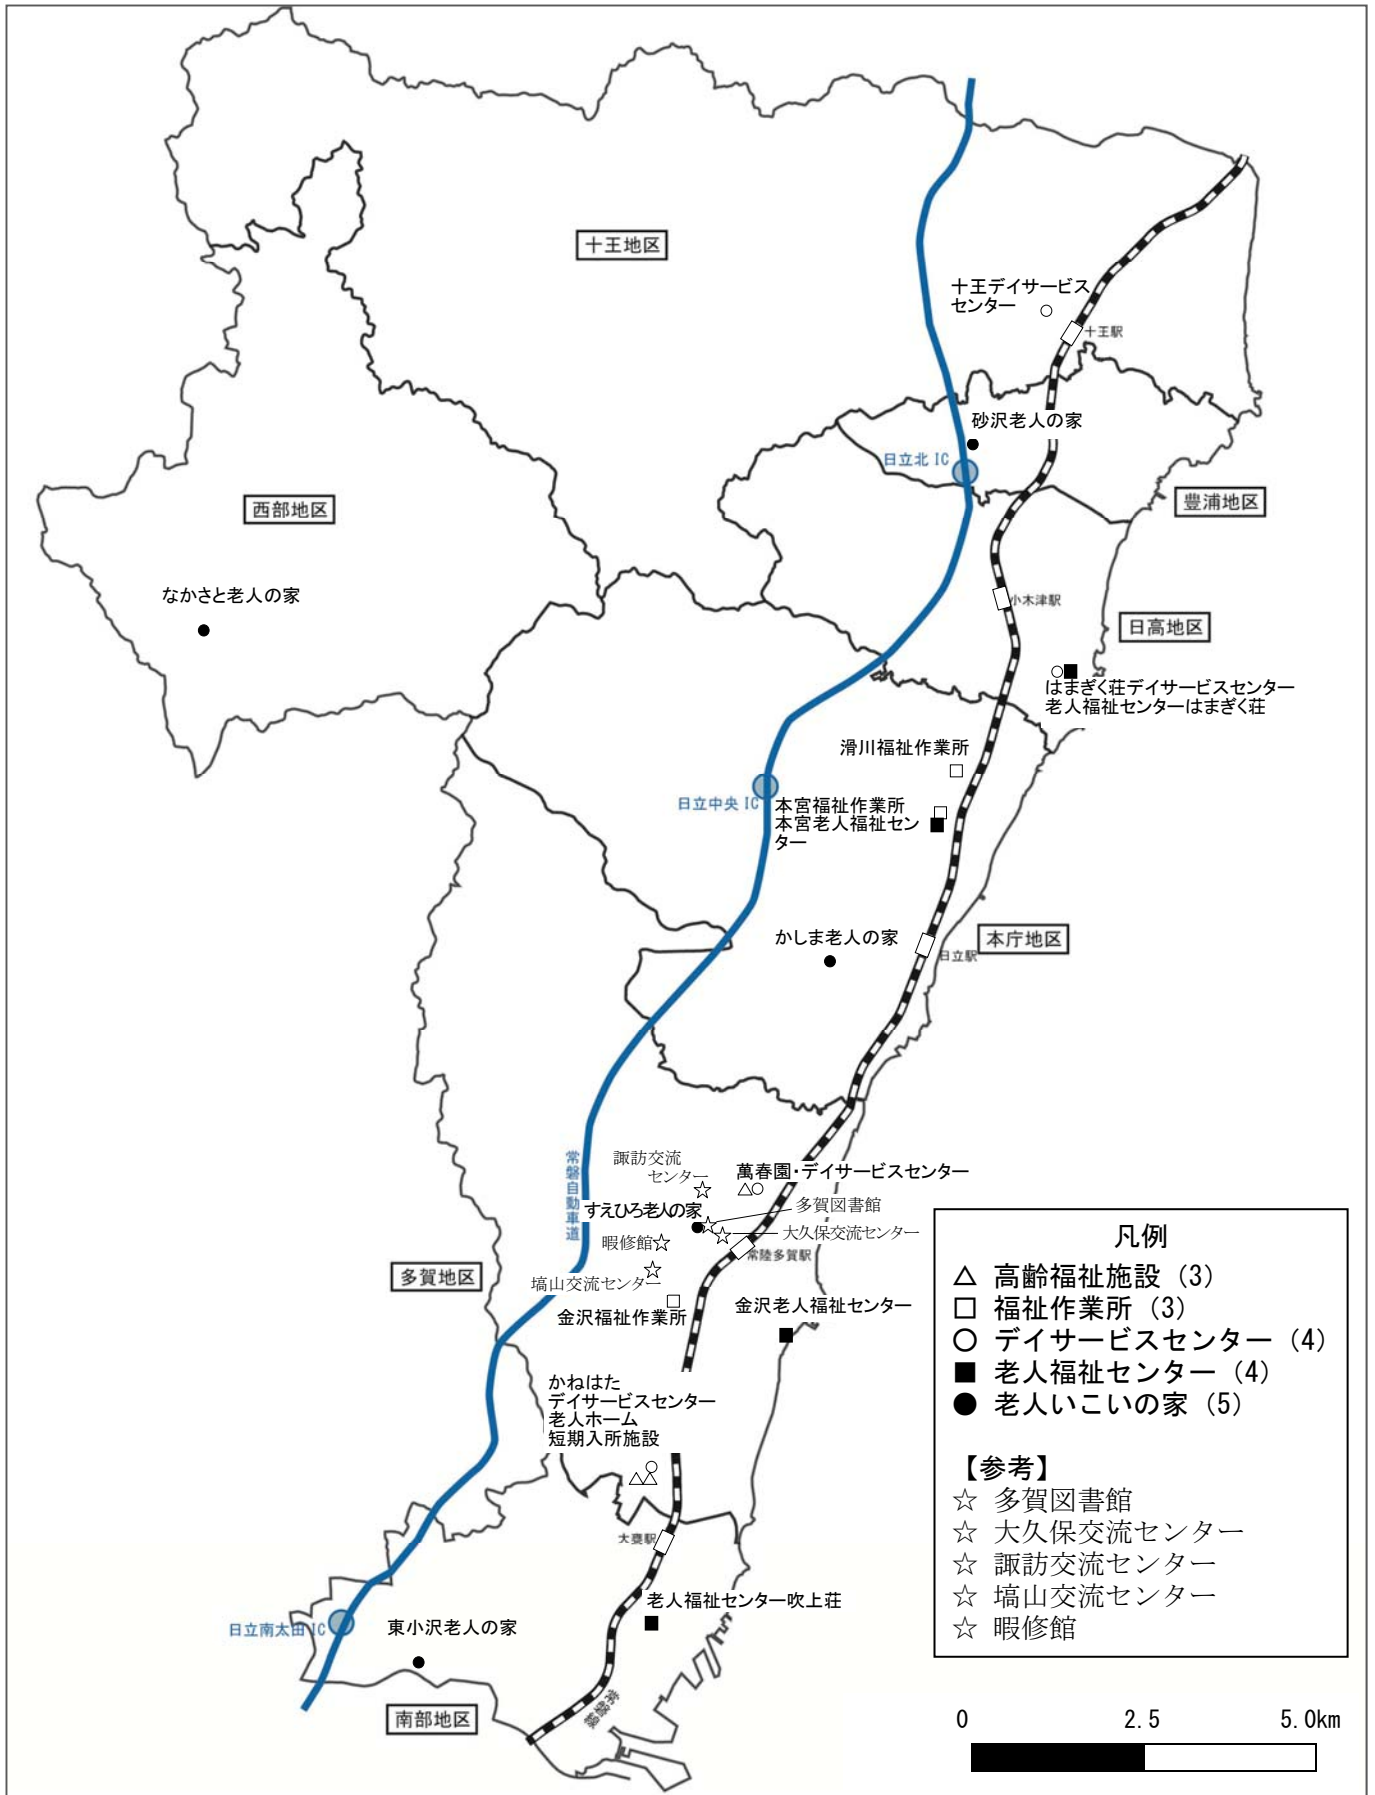 十王地区
十王デイサービス
センター
十王駅
砂沢老人の家
日立北 IC
西部地区
豊浦地区
なかさと老人の家
小木津駅
日高地区
はまぎく荘デイサービスセンター
老人福祉センターはまぎく荘
滑川福祉作業所
日立中央 IC
本宮福祉作業所
本宮老人福祉セン
ター
かしま老人の家
本庁地区
日立駅
常磐自動車道
諏訪交流
センター
萬春園・デイサービスセンター
すえひろ老人の家
多賀図書館
大久保交流センター
暇修館
常陸多賀駅
多賀地区
塙山交流センター
金沢福祉作業所
金沢老人福祉センター
かねはた
デイサービスセンター
老人ホーム
短期入所施設
大甕駅
老人福祉センター吹上荘
日立南太田 IC
東小沢老人の家
南部地区
常磐線
凡例
△ 高齢福祉施設（3）
□ 福祉作業所（3）
○ デイサービスセンター（4）
■ 老人福祉センター（4）
● 老人いこいの家（5）
【参考】
☆ 多賀図書館
☆ 大久保交流センター
☆ 諏訪交流センター
☆ 塙山交流センター
☆ 暇修館
0 2.5 5.0km